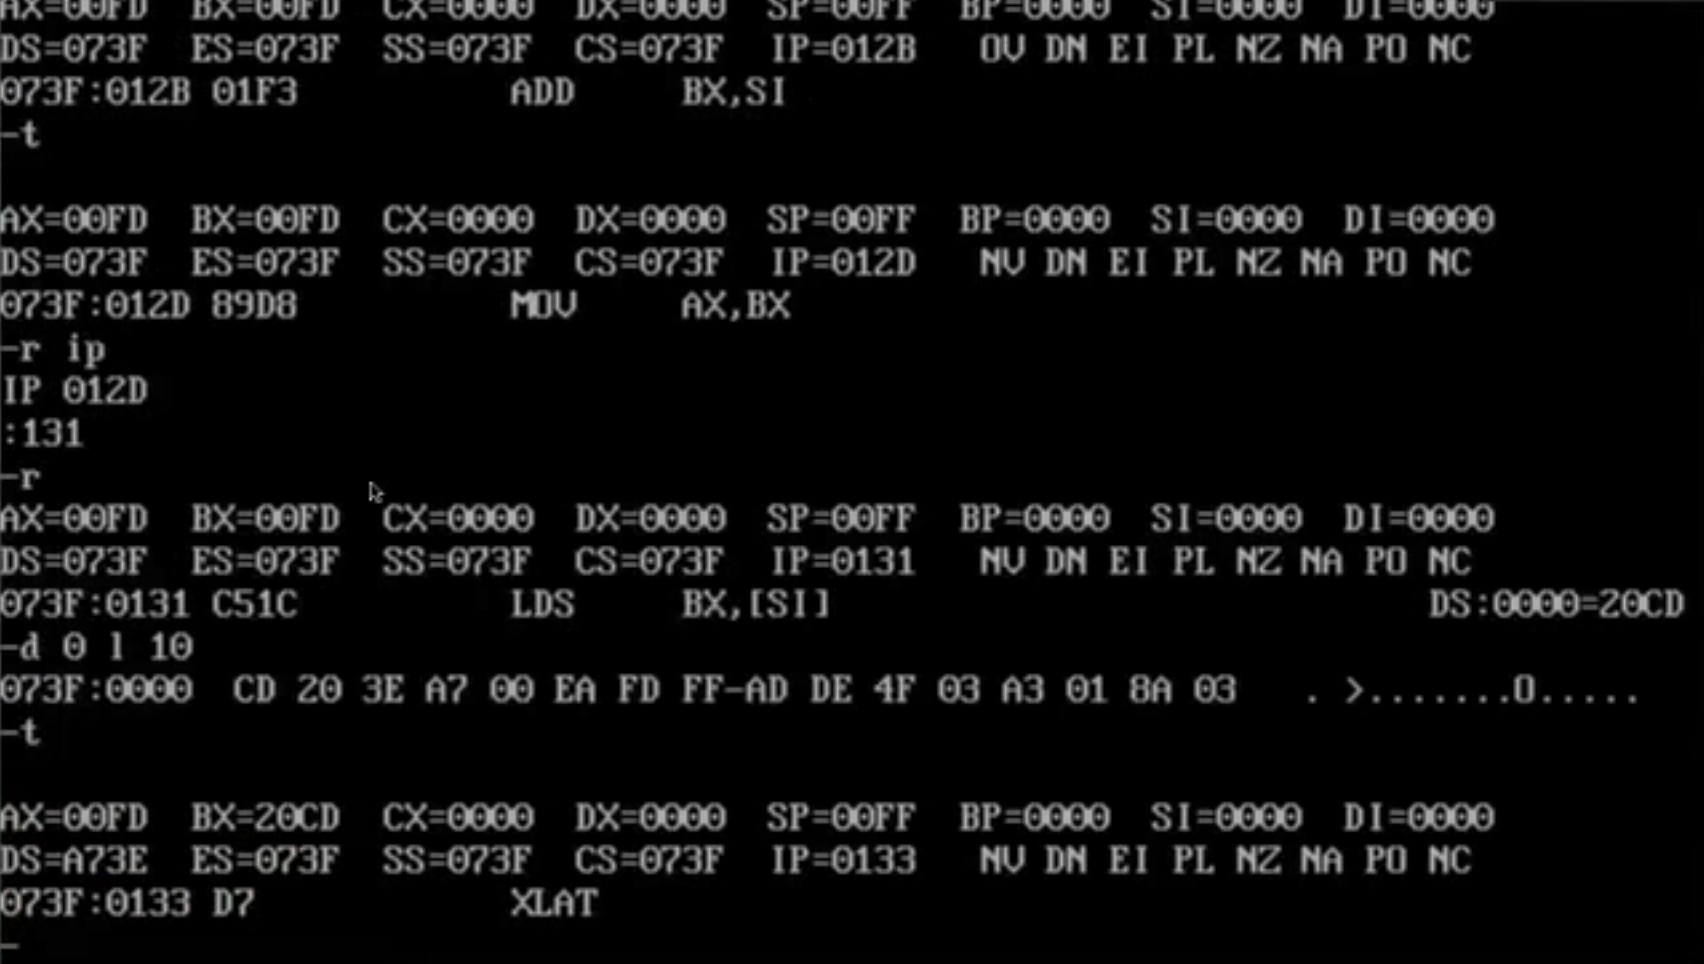 AX=00FD  BX=00FD  CX=0000  DX=0000  SP=00FF  BP=0000  SI=0000  DI=0000
DS=073F  ES=073F  SS=073F  CS=073F  IP=012B   OV DN EI PL NZ NA PO NC
073F:012B 01F3          ADD     BX,SI
-t
AX=00FD  BX=00FD  CX=0000  DX=0000  SP=00FF  BP=0000  SI=0000  DI=0000
DS=073F  ES=073F  SS=073F  CS=073F  IP=012D   NV DN EI PL NZ NA PO NC
073F:012D 89D8          MOV     AX,BX
-r ip
IP 012D
:131
-r
AX=00FD  BX=00FD  CX=0000  DX=0000  SP=00FF  BP=0000  SI=0000  DI=0000
DS=073F  ES=073F  SS=073F  CS=073F  IP=0131   NV DN EI PL NZ NA PO NC
073F:0131 C51C          LDS     BX,[SI]                            DS:0000=20CD
-d 0 l 10
073F:0000  CD 20 3E A7 00 EA FD FF-AD DE 4F 03 A3 01 8A 03   . >.......O.....
-t
AX=00FD  BX=20CD  CX=0000  DX=0000  SP=00FF  BP=0000  SI=0000  DI=0000
DS=A73E  ES=073F  SS=073F  CS=073F  IP=0133   NV DN EI PL NZ NA PO NC
073F:0133 D7            XLAT
-